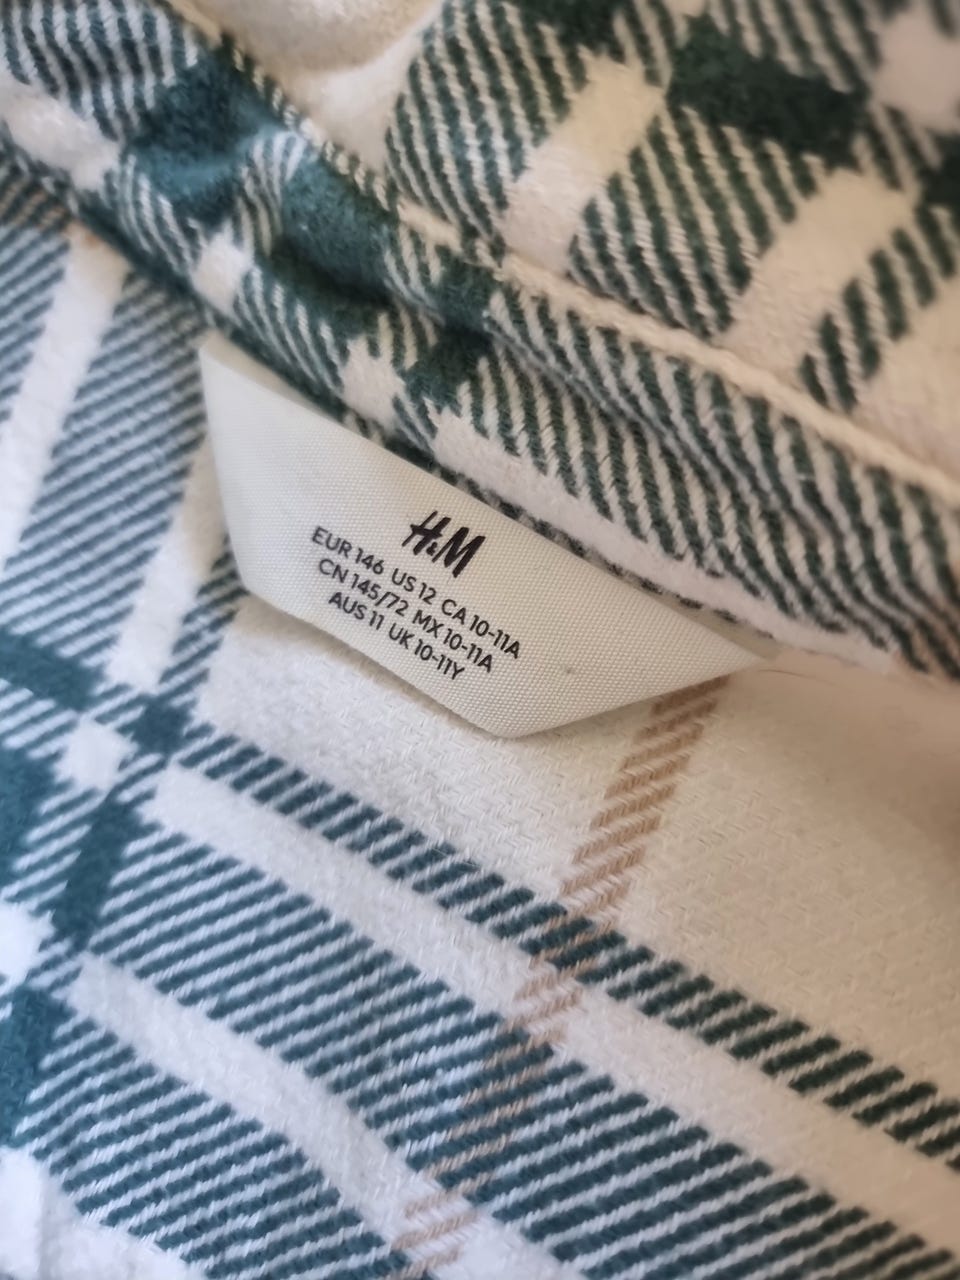 H&M
EUR 146 US 12 CA 10-11A
CN 145/72 MX 10-11A
AUS 11 UK 10-11Y